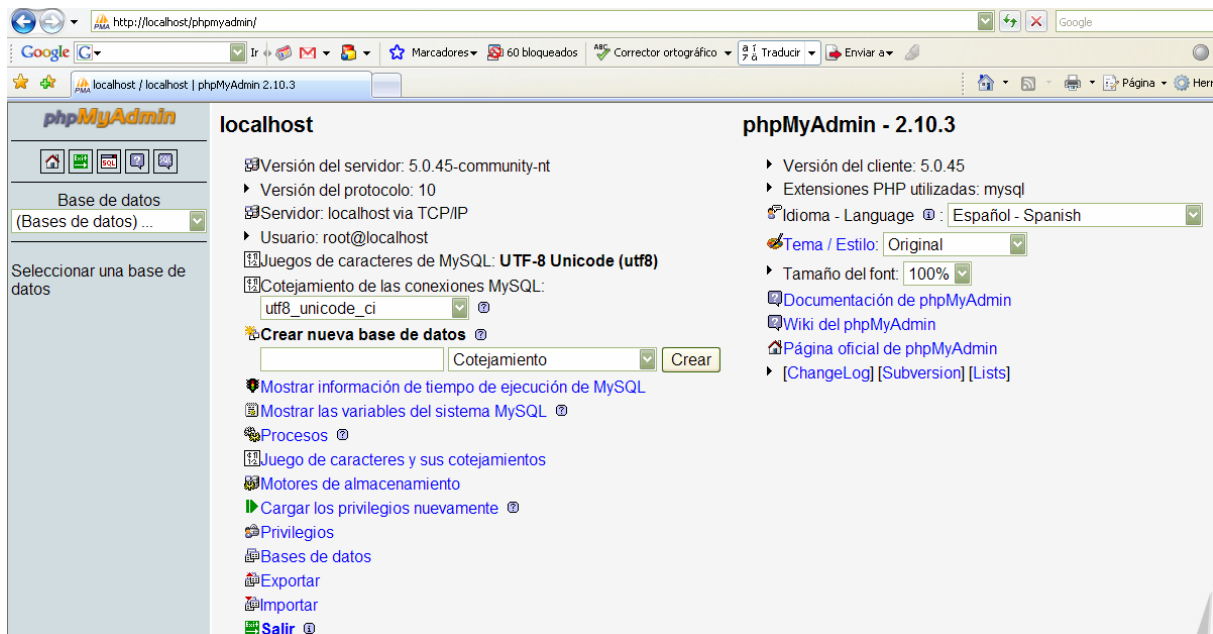 PMA http://localhost/phpmyadmin/
Google
Google G Ir Marcadores 60 bloqueados ABC Corrector ortográfico Traducir Enviar a
PMA localhost / localhost | phpMyAdmin 2.10.3
Página Herr
phpMyAdmin
SQL
Base de datos
(Bases de datos) ...
Seleccionar una base de
datos
localhost
Versión del servidor: 5.0.45-community-nt
Versión del protocolo: 10
Servidor: localhost via TCP/IP
Usuario: root@localhost
Juegos de caracteres de MySQL: UTF-8 Unicode (utf8)
Cotejamiento de las conexiones MySQL:
utf8_unicode_ci
Crear nueva base de datos
Cotejamiento Crear
Mostrar información de tiempo de ejecución de MySQL
Mostrar las variables del sistema MySQL
Procesos
Juego de caracteres y sus cotejamientos
Motores de almacenamiento
Cargar los privilegios nuevamente
Privilegios
Bases de datos
Exportar
Importar
Salir
phpMyAdmin - 2.10.3
Versión del cliente: 5.0.45
Extensiones PHP utilizadas: mysql
Idioma - Language : Español - Spanish
Tema / Estilo: Original
Tamaño del font: 100%
Documentación de phpMyAdmin
Wiki del phpMyAdmin
Página oficial de phpMyAdmin
[ChangeLog] [Subversion] [Lists]